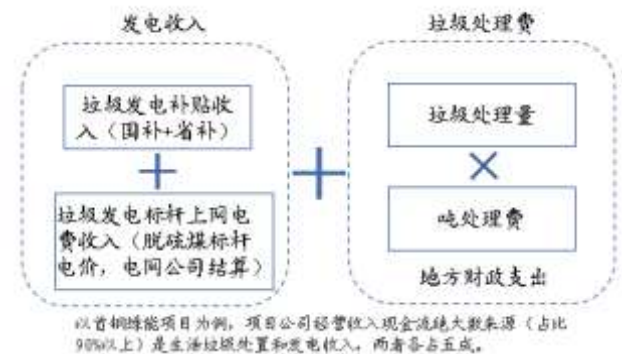 发电收入
垃圾处理费
垃圾发电补贴收
入（国补+省补）
+
垃圾发电标杆上网电
费收入（脱硫煤标杆
电价，电网公司结算）
+
垃圾处理量
×
吨处理费
地方财政支出
以首钢绿能项目为例，项目公司经营收入现金流绝大数来源（占比
90%以上）是生活垃圾处置和发电收入，两者各占五成。